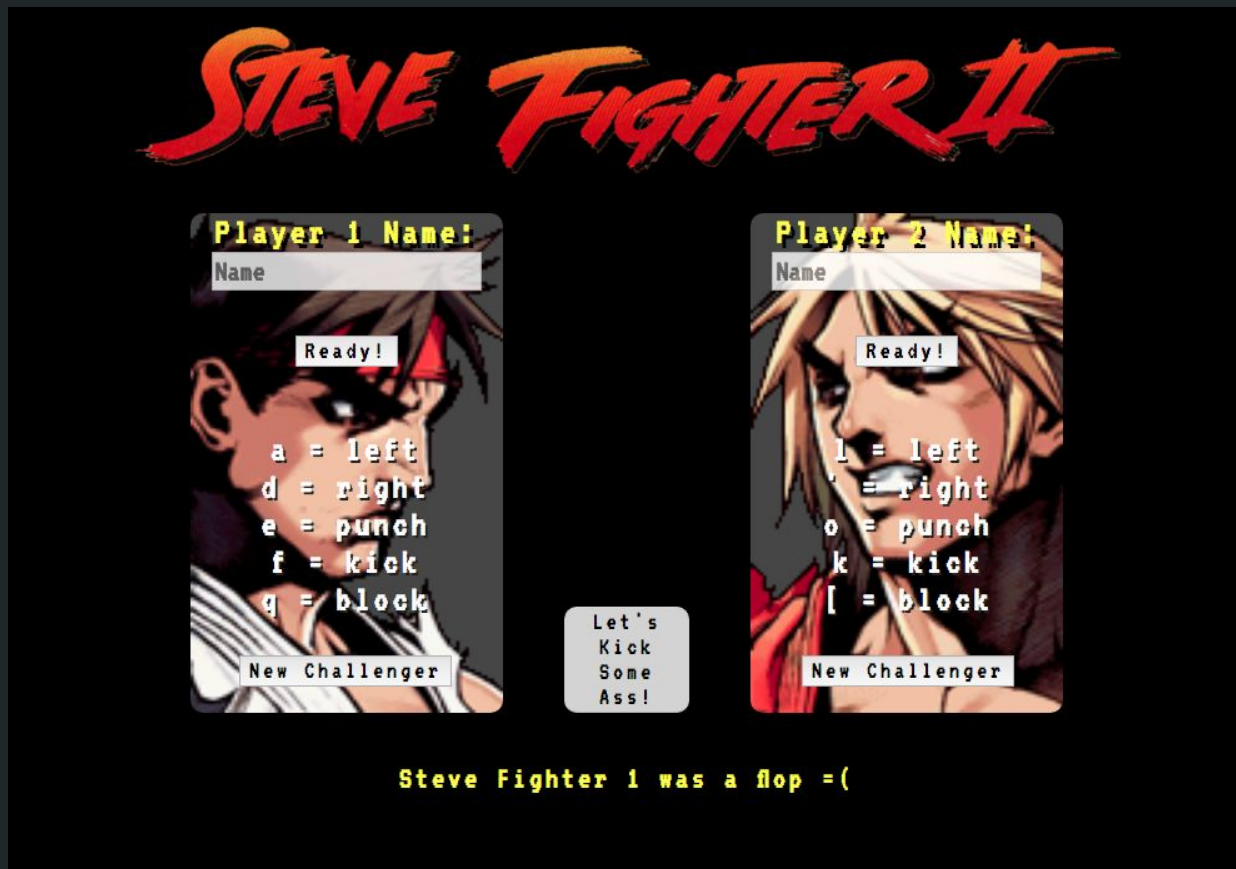 STEVE FIGHTER II
Player 1 Name:
Name
Ready!
a = left
d = right
e = punch
f = kick
q = block
New Challenger
Player 2 Name:
Name
Ready!
l = left
' = right
o = punch
k = kick
[ = block
New Challenger
Let's
Kick
Some
Ass!
Steve Fighter 1 was a flop =(